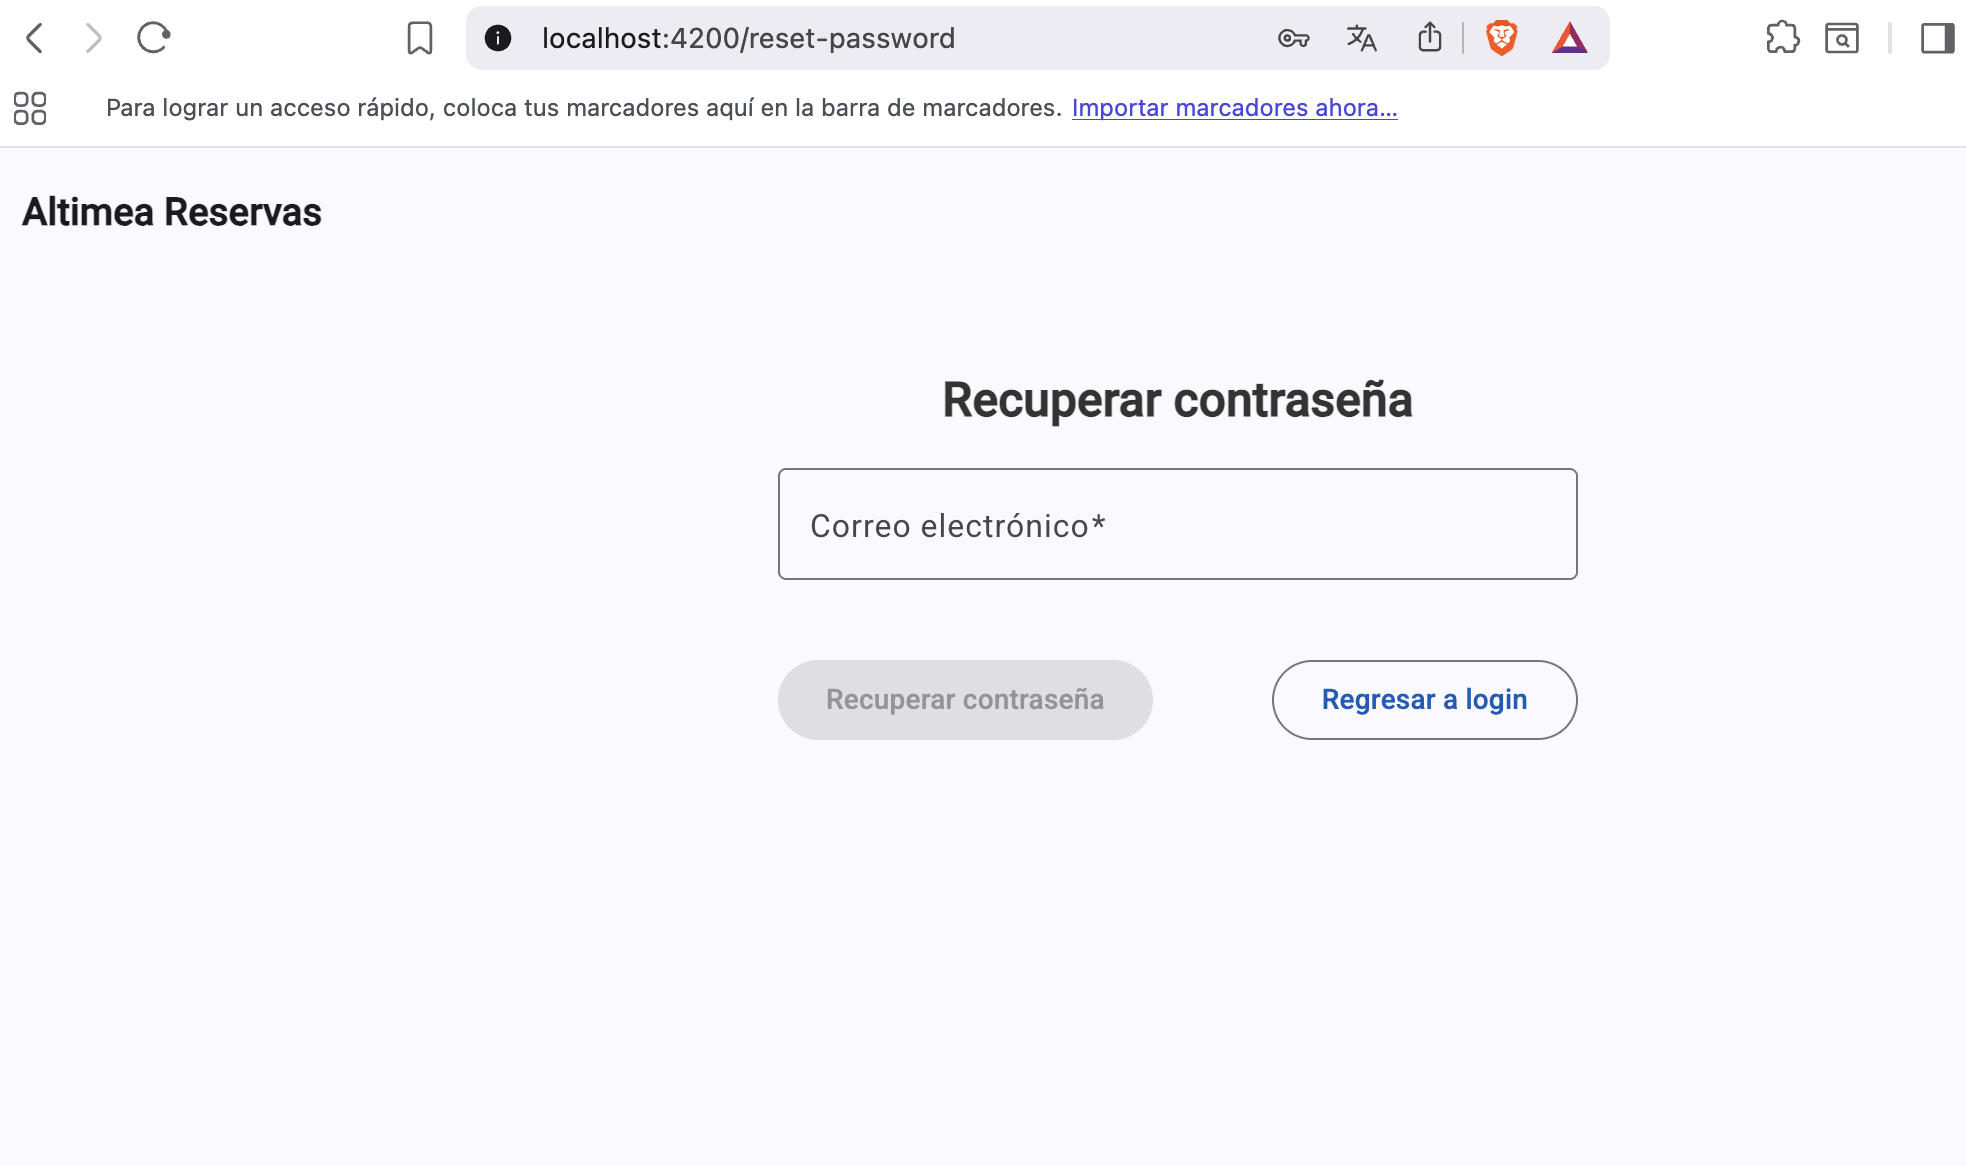 localhost:4200/reset-password
Para lograr un acceso rápido, coloca tus marcadores aquí en la barra de marcadores. Importar marcadores ahora...
Altimea Reservas
Recuperar contraseña
Correo electrónico*
Recuperar contraseña
Regresar a login